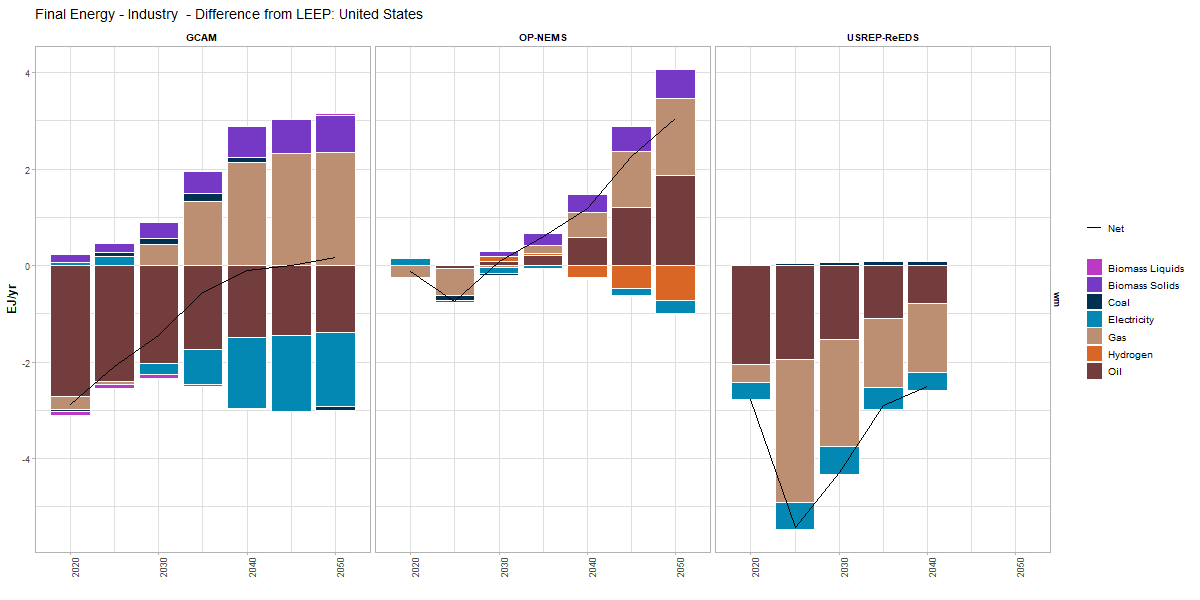 Final Energy - Industry  - Difference from LEEP: United States
GCAM
OP-NEMS
USREP-ReEDS
4
2
0
-2
-4
EJ/yr
wm
2020
2030
2040
2050
2020
2030
2040
2050
2020
2030
2040
2050
Net
Biomass Liquids
Biomass Solids
Coal
Electricity
Gas
Hydrogen
Oil